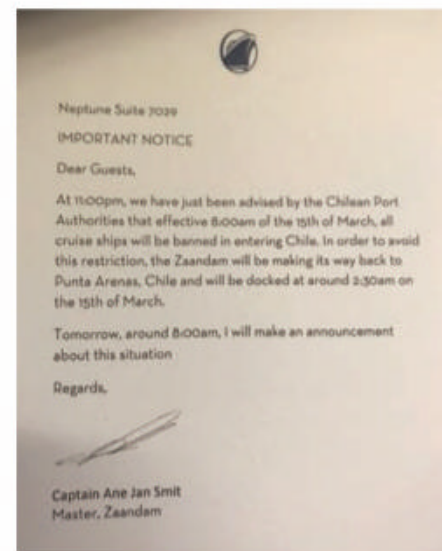 Neptune Suite 7039
IMPORTANT NOTICE
Dear Guests,
At 11:00pm, we have just been advised by the Chilean Port
Authorities that effective 8:00am of the 15th of March, all
cruise ships will be banned in entering Chile. In order to avoid
this restriction, the Zaandam will be making its way back to
Punta Arenas, Chile and will be docked at around 2:30am on
the 15th of March.
Tomorrow, around 8:00am, I will make an announcement
about this situation
Regards,
Captain Ane Jan Smit
Master, Zaandam